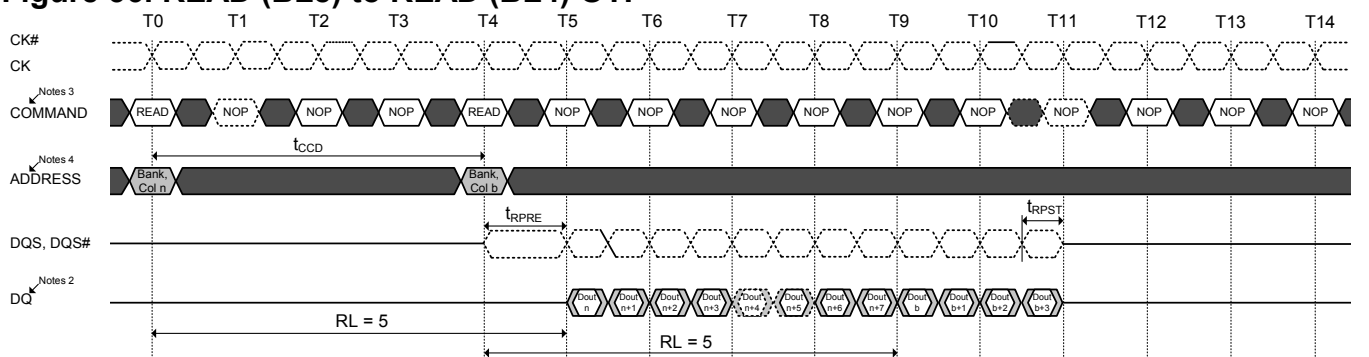 Figure READ (BL8) to READ (BL4) OTF
T0 T1 T2 T3 T4 T5 T6 T7 T8 T9 T10 T11 T12 T13 T14
CK#
CK
Notes 3
COMMAND READ NOP NOP NOP READ NOP NOP NOP NOP NOP NOP NOP NOP NOP NOP
tCCD
Notes 4
ADDRESS
Bank, Col n
Bank, Col b
tRPRE
tRPST
DQS, DQS#
Notes 2
DQ
Dout n
Dout n+1
Dout n+2
Dout n+3
Dout n+4
Dout n+5
Dout n+6
Dout n+7
Dout b
Dout b+1
Dout b+2
Dout b+3
RL = 5
RL = 5